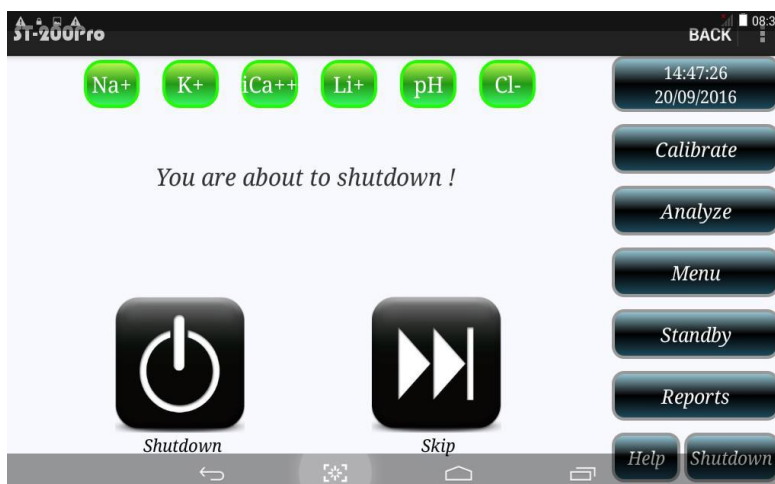 ST-200Pro
BACK
08:3
Na+ K+ iCa++ Li+ pH Cl-
14:47:26
20/09/2016
You are about to shutdown !
Calibrate
Analyze
Menu
Standby
Reports
Shutdown
Skip
Help
Shutdown